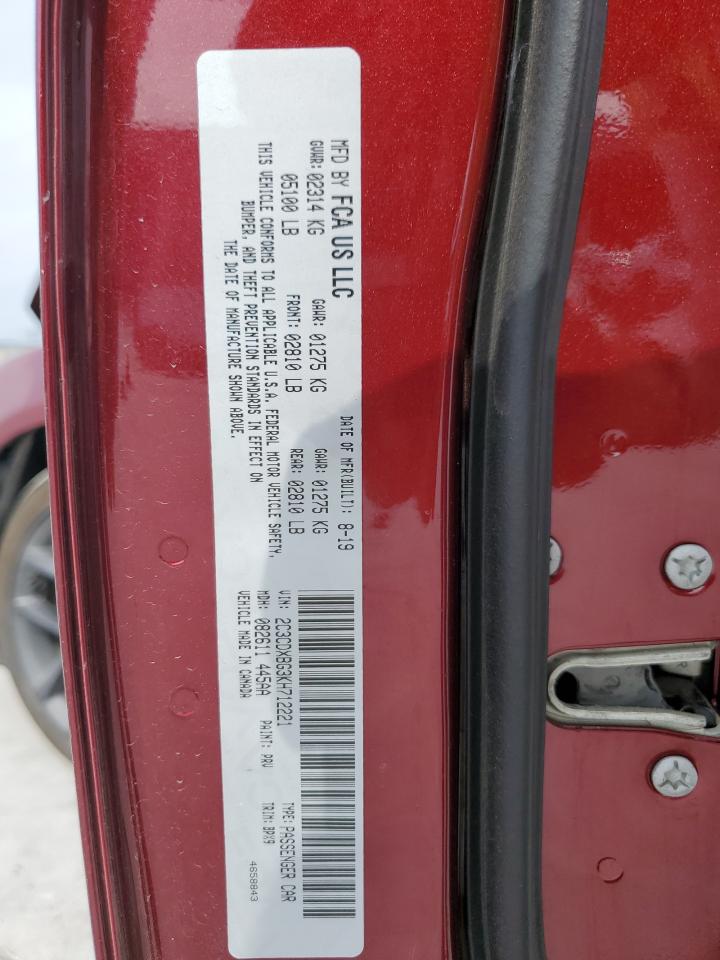 MFD BY FCA US LLC
DATE OF MFR(BUILT): 8-19
GVWR: 02314 KG GAWR: 01275 KG GAWR: 01275 KG
05100 LB FRONT: 02810 LB REAR: 02810 LB
THIS VEHICLE CONFORMS TO ALL APPLICABLE U.S.A. FEDERAL MOTOR VEHICLE SAFETY,
BUMPER, AND THEFT PREVENTION STANDARDS IN EFFECT ON
THE DATE OF MANUFACTURE SHOWN ABOVE.
VIN: 2C3CDXBG3KH712221
TYPE: PASSENGER CAR
MDH: 082611 445AA PAINT: PRV TRIM: BPX9
VEHICLE MADE IN CANADA
4658843